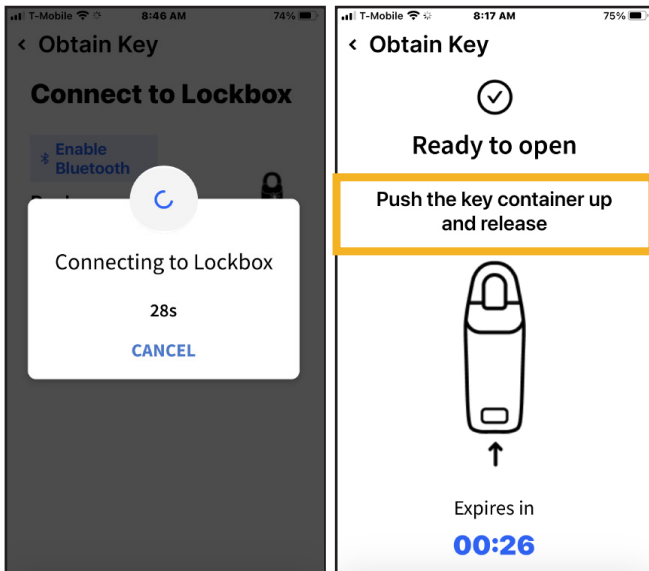 T-Mobile 8:46 AM 74%
Obtain Key
Connect to Lockbox
Enable
Bluetooth
Connecting to Lockbox
28s
CANCEL
T-Mobile 8:17 AM 75%
Obtain Key
Ready to open
Push the key container up
and release
Expires in
00:26